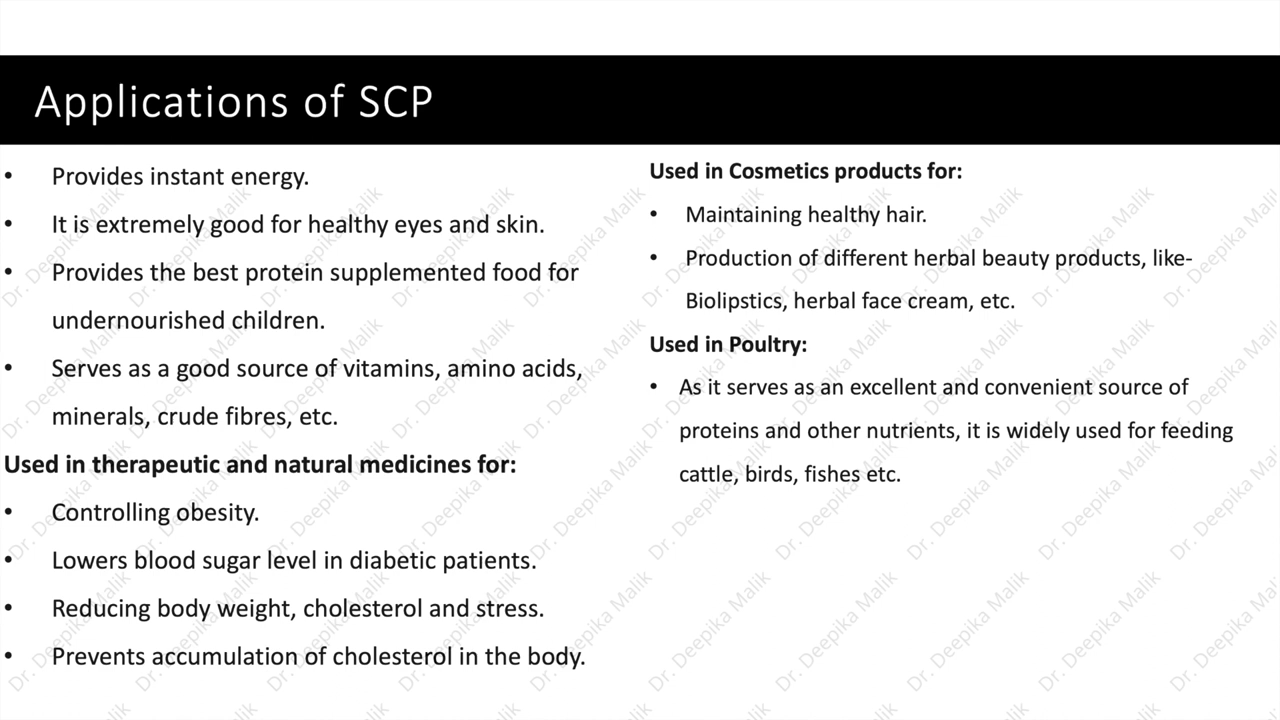 Applications of SCP
• Provides instant energy.
• It is extremely good for healthy eyes and skin.
• Provides the best protein supplemented food for
undernourished children.
• Serves as a good source of vitamins, amino acids,
minerals, crude fibres, etc.
Used in therapeutic and natural medicines for:
• Controlling obesity.
• Lowers blood sugar level in diabetic patients.
• Reducing body weight, cholesterol and stress.
• Prevents accumulation of cholesterol in the body.
Used in Cosmetics products for:
• Maintaining healthy hair.
• Production of different herbal beauty products, like-
Biolipstics, herbal face cream, etc.
Used in Poultry:
• As it serves as an excellent and convenient source of
proteins and other nutrients, it is widely used for feeding
cattle, birds, fishes etc.
Dr. Deepika Malik